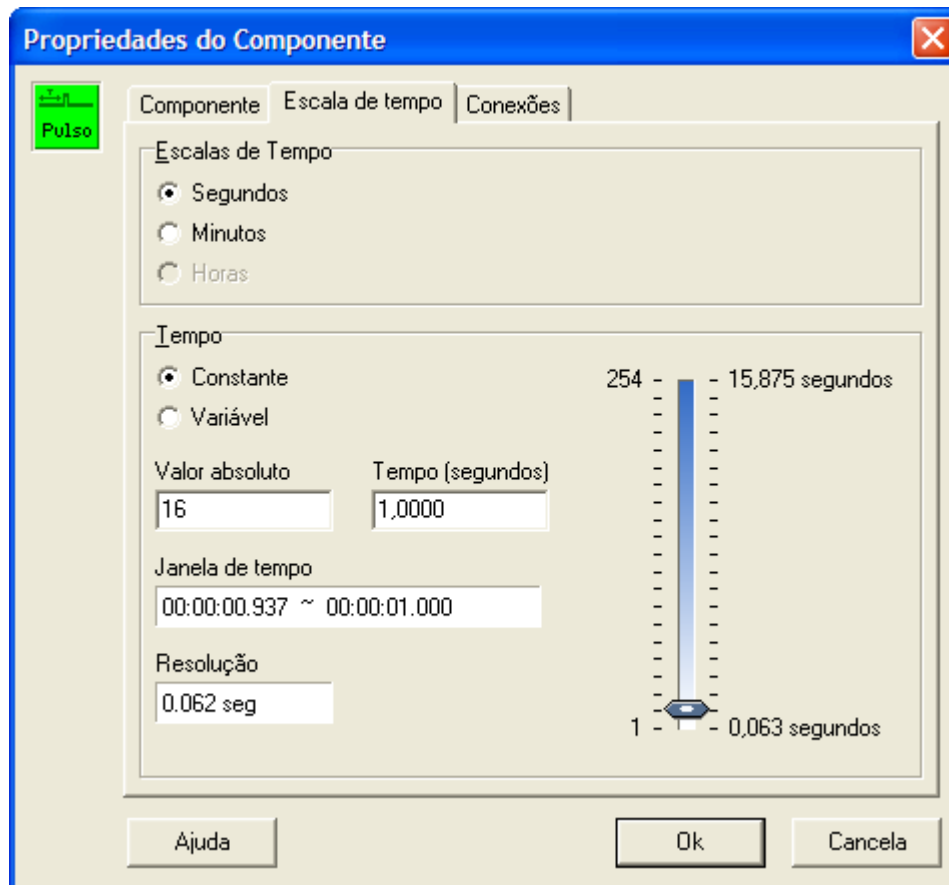 Propriedades do Componente
Pulso
Componente
Escala de tempo
Conexões
Escalas de Tempo
Segundos
Minutos
Horas
Tempo
Constante
Variável
254
15,875 segundos
Valor absoluto
Tempo (segundos)
16
1,0000
Janela de tempo
00:00:00.937 ~ 00:00:01.000
Resolução
0.062 seg
1
0,063 segundos
Ajuda
Ok
Cancela